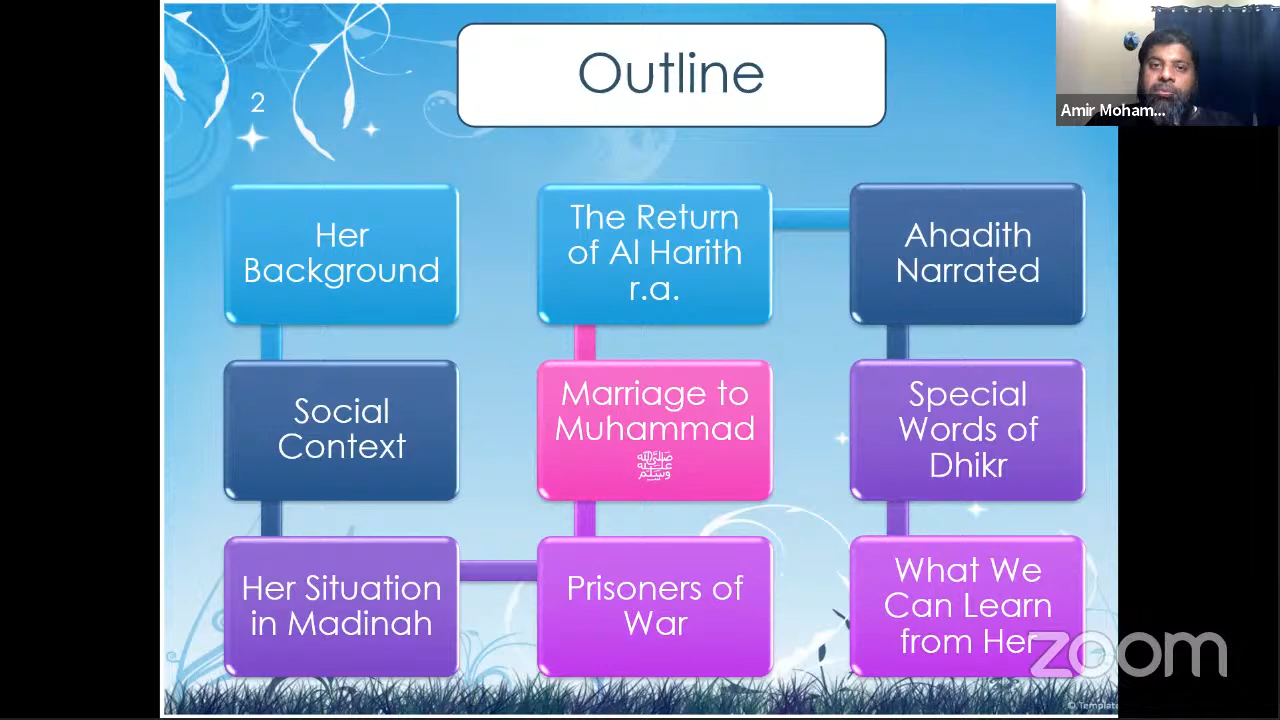 Outline
2
Her
Background
Social
Context
Her Situation
in Madinah
Prisoners of
War
Marriage to
Muhammad
ﷺ
The Return
of Al Harith
r.a.
Ahadith
Narrated
Special
Words of
Dhikr
What We
Can Learn
from Her
Amir Moham...
zoom
© Templat